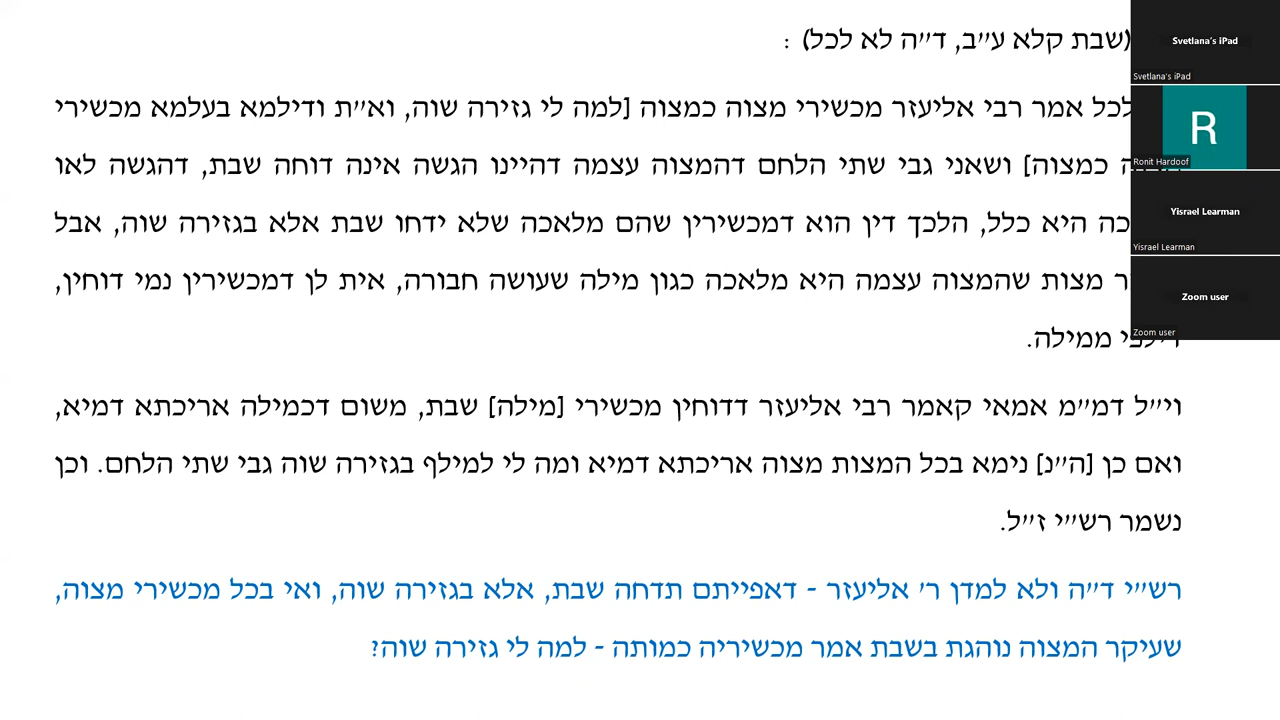 (שבת קלא ע״ב, ד״ה לא לכל) :
לכל אמר רבי אליעזר מכשירי מצוה כמצוה [למה לי גזירה שוה, וא״ת ודילמא בעלמא מכשירי
כמצוה] ושאני גבי שתי הלחם דהמצוה עצמה דהיינו הגשה אינה דוחה שבת, דהגשה לאו
היא כלל, הלכך דין הוא דמכשירין שהם מלאכה שלא ידחו שבת אלא בגזירה שוה, אבל
מצות שהמצוה עצמה היא מלאכה כגון מילה שעושה חבורה, אית לן דמכשירין נמי דוחין,
ממילה.
וי״ל דמ״מ אמאי קאמר רבי אליעזר דדוחין מכשירי [מילה] שבת, משום דכמילה אריכתא דמיא,
ואם כן [ה״נ] נימא בכל המצות מצוה אריכתא דמיא ומה לי למילף בגזירה שוה גבי שתי הלחם. וכן
נשמר רש״י ז״ל.
רש״י ד״ה ולא למדן ר׳ אליעזר - דאפייתם תדחה שבת, אלא בגזירה שוה, ואי בכל מכשירי מצוה,
שעיקר המצוה נוהגת בשבת אמר מכשיריה כמותה - למה לי גזירה שוה?
Svetlana's iPad
Svetlana's iPad
R
Ronit Hardoof
Yisrael Learman
Yisrael Learman
Zoom user
Zoom user